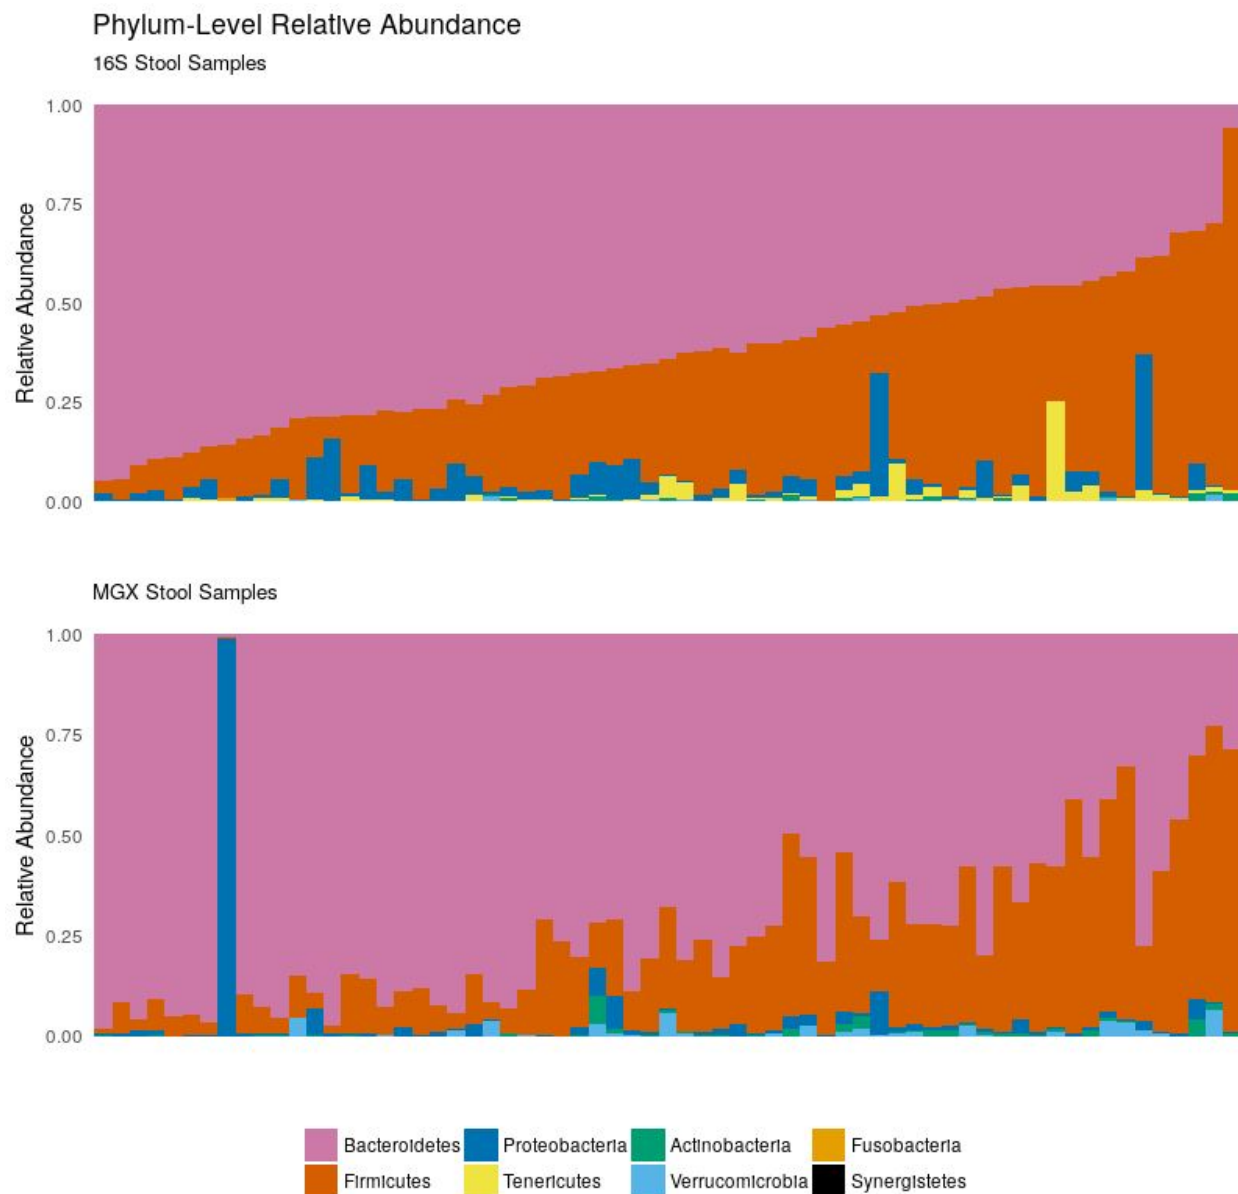 Phylum-Level Relative Abundance
16S Stool Samples
1.00
0.75
0.50
0.25
0.00
Relative Abundance
MGX Stool Samples
1.00
0.75
0.50
0.25
0.00
Relative Abundance
Bacteroidetes Proteobacteria Actinobacteria Fusobacteria
Firmicutes Tenericutes Verrucomicrobia Synergistetes